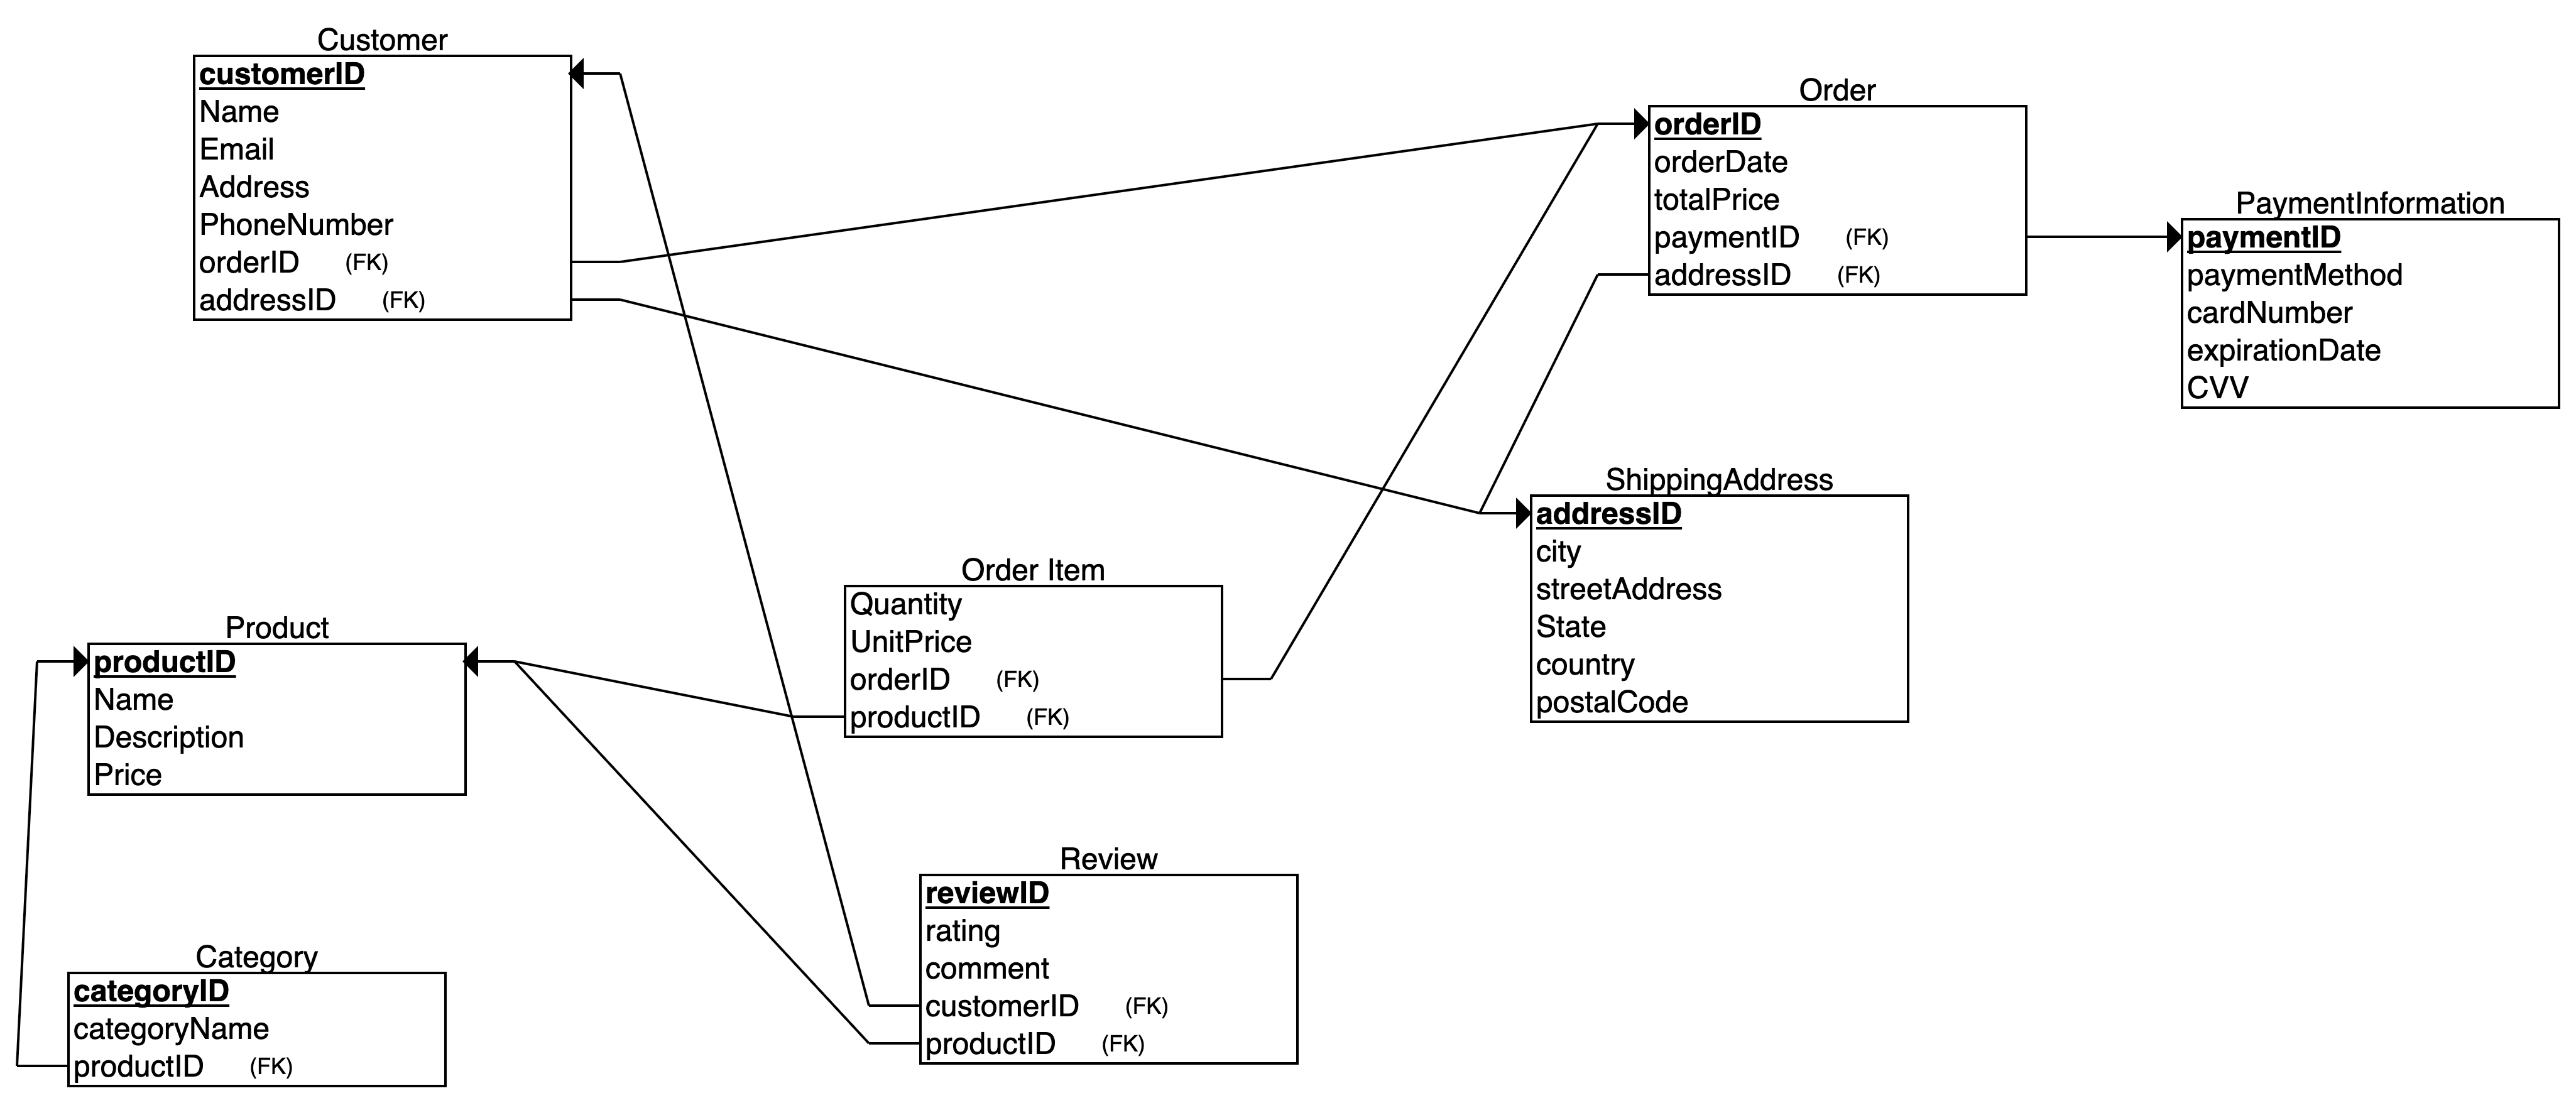 Customer
customerID
Name
Email
Address
PhoneNumber
orderID (FK)
addressID (FK)
Order
orderID
orderDate
totalPrice
paymentID (FK)
addressID (FK)
PaymentInformation
paymentID
paymentMethod
cardNumber
expirationDate
CVV
ShippingAddress
addressID
city
streetAddress
State
country
postalCode
Order Item
Quantity
UnitPrice
orderID (FK)
productID (FK)
Product
productID
Name
Description
Price
Review
reviewID
rating
comment
customerID (FK)
productID (FK)
Category
categoryID
categoryName
productID (FK)